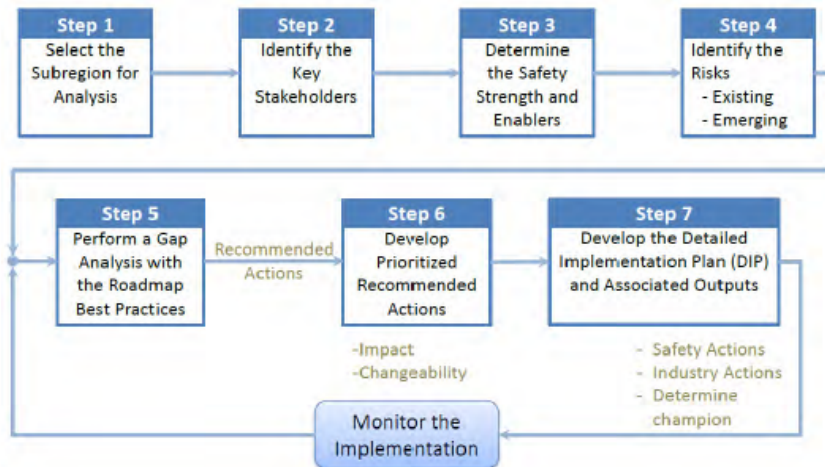 Step 1
Select the
Subregion for
Analysis
Step 2
Identify the
Key
Stakeholders
Step 3
Determine
the Safety
Strength and
Enablers
Step 4
Identify the
Risks
- Existing
- Emerging
Step 5
Perform a Gap
Analysis with
the Roadmap
Best Practices
Recommended
Actions
Step 6
Develop
Prioritized
Recommended
Actions
-Impact
-Changeability
Step 7
Develop the Detailed
Implementation Plan (DIP)
and Associated Outputs
- Safety Actions
- Industry Actions
- Determine
champion
Monitor the
Implementation